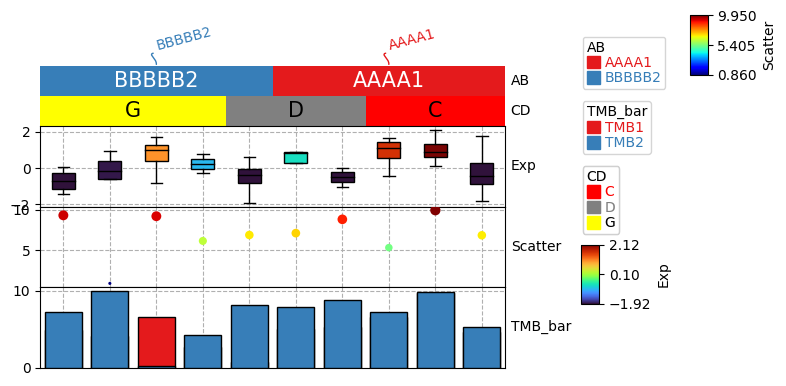 BBBBB2
AAAA1
BBBBB2
AAAA1
AB
G
D
C
CD
2
0
−2
Exp
10
5
Scatter
10
0
TMB_bar
AB
AAAA1
BBBBB2
TMB_bar
TMB1
TMB2
CD
C
D
G
2.12
0.10
−1.92
Exp
9.950
5.405
0.860
Scatter